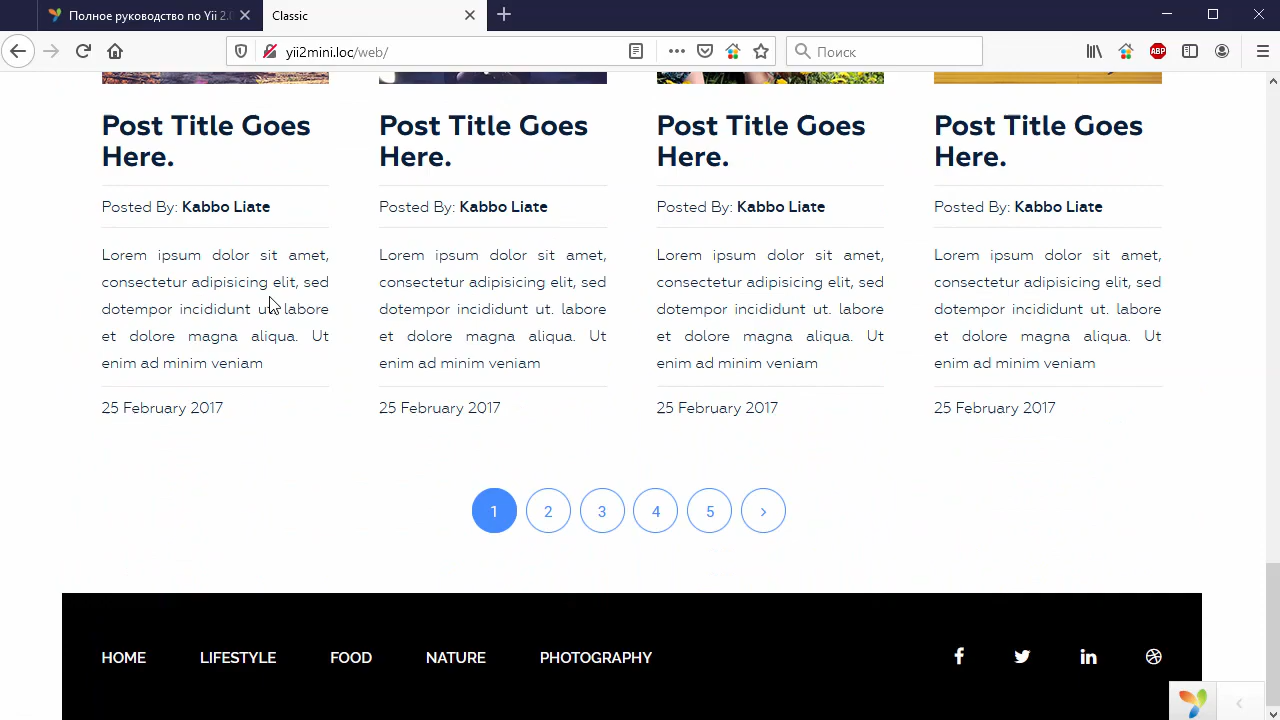 Полное руководство по Yii 2.0
Classic
yii2mini.loc/web/
Поиск
ABP
Post Title Goes Here.
Posted By: Kabbo Liate
Lorem ipsum dolor sit amet,
consectetur adipisicing elit, sed
dotempor incididunt ut labore
et dolore magna aliqua. Ut
enim ad minim veniam
25 February 2017
Post Title Goes Here.
Posted By: Kabbo Liate
Lorem ipsum dolor sit amet,
consectetur adipisicing elit, sed
dotempor incididunt ut. labore
et dolore magna aliqua. Ut
enim ad minim veniam
25 February 2017
Post Title Goes Here.
Posted By: Kabbo Liate
Lorem ipsum dolor sit amet,
consectetur adipisicing elit, sed
dotempor incididunt ut. labore
et dolore magna aliqua. Ut
enim ad minim veniam
25 February 2017
Post Title Goes Here.
Posted By: Kabbo Liate
Lorem ipsum dolor sit amet,
consectetur adipisicing elit, sed
dotempor incididunt ut. labore
et dolore magna aliqua. Ut
enim ad minim veniam
25 February 2017
1 2 3 4 5 ›
HOME LIFESTYLE FOOD NATURE PHOTOGRAPHY